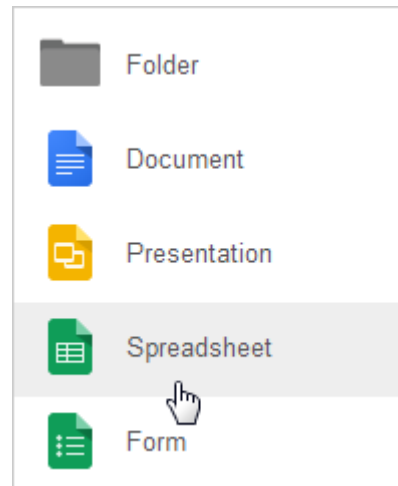 Folder
Document
Presentation
Spreadsheet
Form